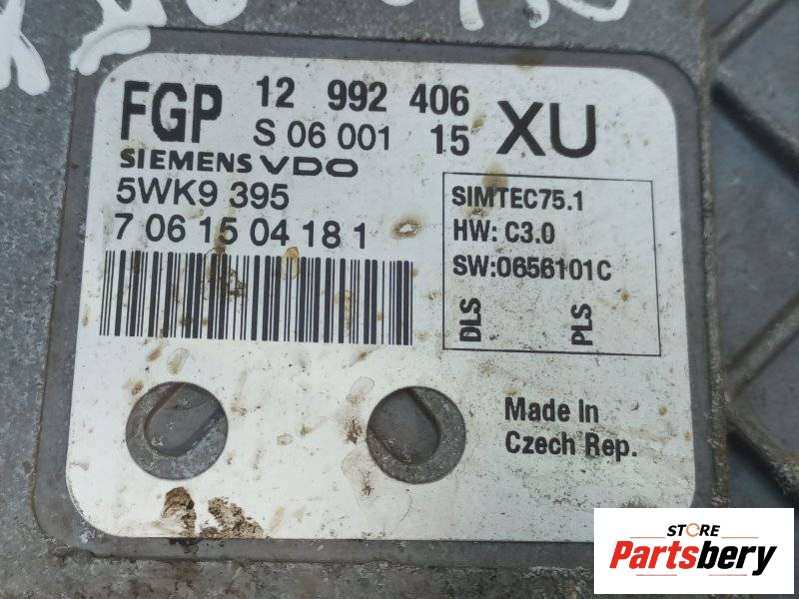 FGP 12 992 406 XU
S 06 001 15
SIEMENS VDO
5WK9 395
7 06 15 04 18 1
SIMTEC75.1
HW: C3.0
SW:0656101C
DLS PLS
Made In
Czech Rep.
STORE
Partsbery